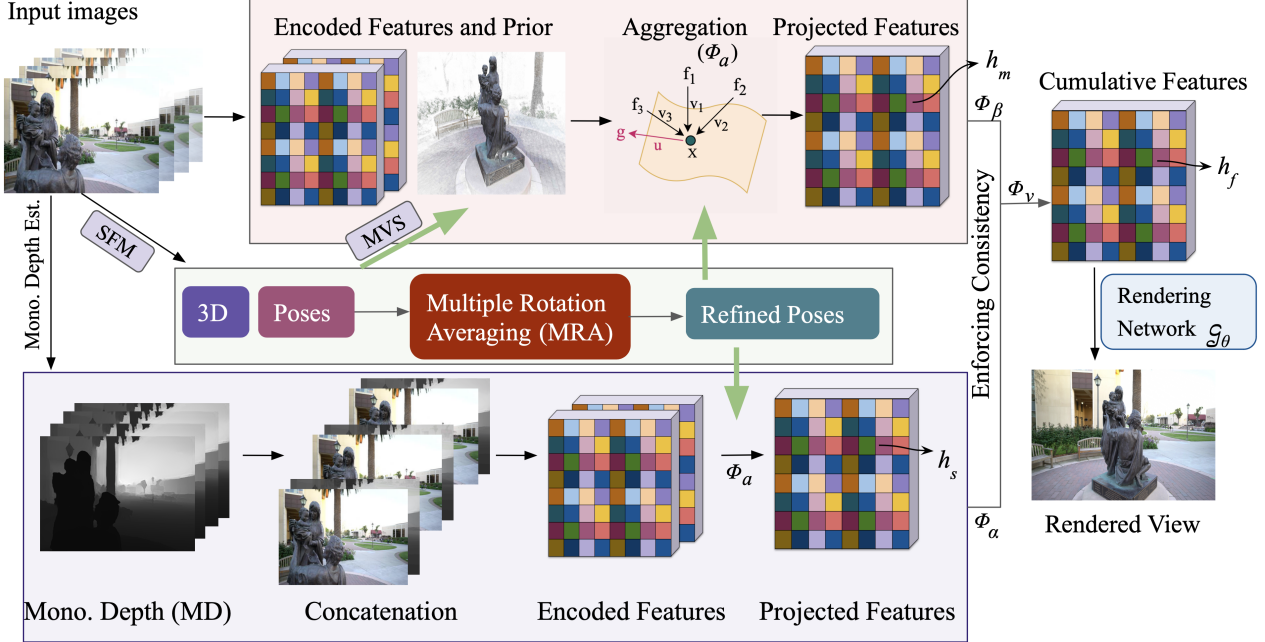 Input images
Encoded Features and Prior
Aggregation
(Φa)
Projected Features
f1
f2
f3
v1
v2
v3
g
u
x
hm
Φβ
Cumulative Features
hf
Φv
Mono. Depth Est.
SFM
MVS
3D
Poses
Multiple Rotation
Averaging (MRA)
Refined Poses
Enforcing Consistency
Rendering
Network 𝒢θ
Φa
hs
Φα
Rendered View
Mono. Depth (MD)
Concatenation
Encoded Features
Projected Features